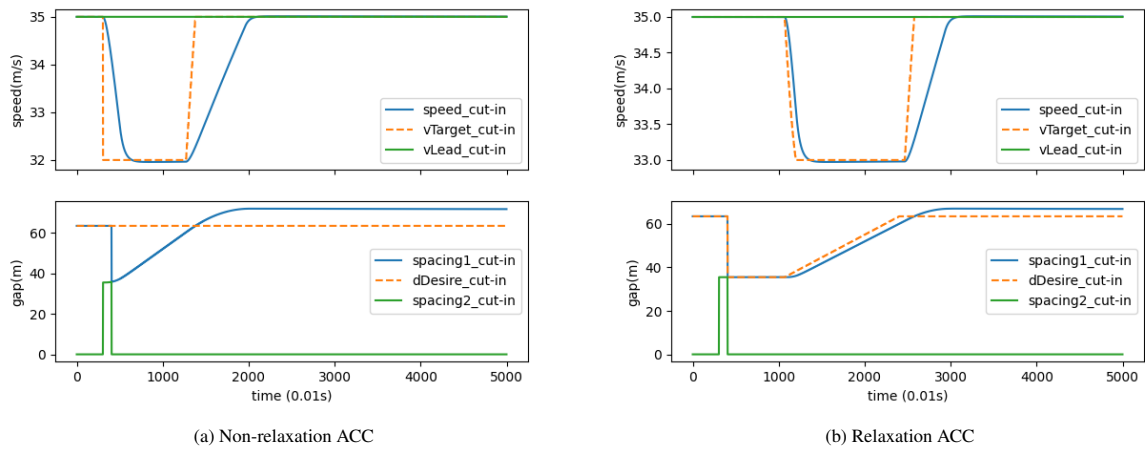 35
34
33
32
speed(m/s)
speed_cut-in
vTarget_cut-in
vLead_cut-in
60
40
20
0
gap(m)
spacing1_cut-in
dDesire_cut-in
spacing2_cut-in
0 1000 2000 3000 4000 5000
time (0.01s)
(a) Non-relaxation ACC
35.0
34.5
34.0
33.5
33.0
speed(m/s)
speed_cut-in
vTarget_cut-in
vLead_cut-in
60
40
20
0
gap(m)
spacing1_cut-in
dDesire_cut-in
spacing2_cut-in
0 1000 2000 3000 4000 5000
time (0.01s)
(b) Relaxation ACC